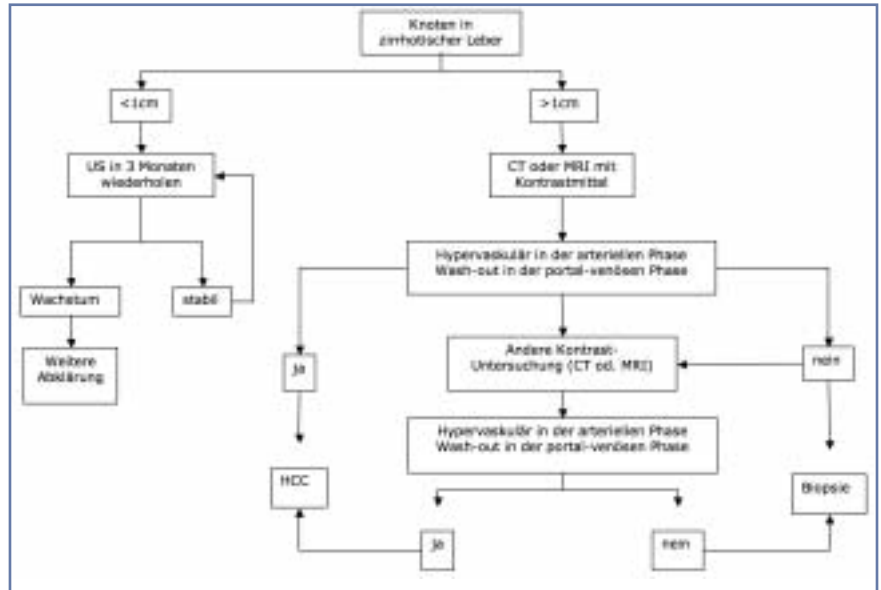 Knoten in
zirrhotischer Leber
<1cm
>1cm
US in 3 Monaten
wiederholen
CT oder MRI mit
Kontrastmittel
Hypervaskulär in der arteriellen Phase
Wash-out in der portal-venösen Phase
Wachstum
stabil
Weitere
Abklärung
Andere Kontrast-
Untersuchung (CT od. MRI)
ja
nein
Hypervaskulär in der arteriellen Phase
Wash-out in der portal-venösen Phase
HCC
Biopsie
ja
nein